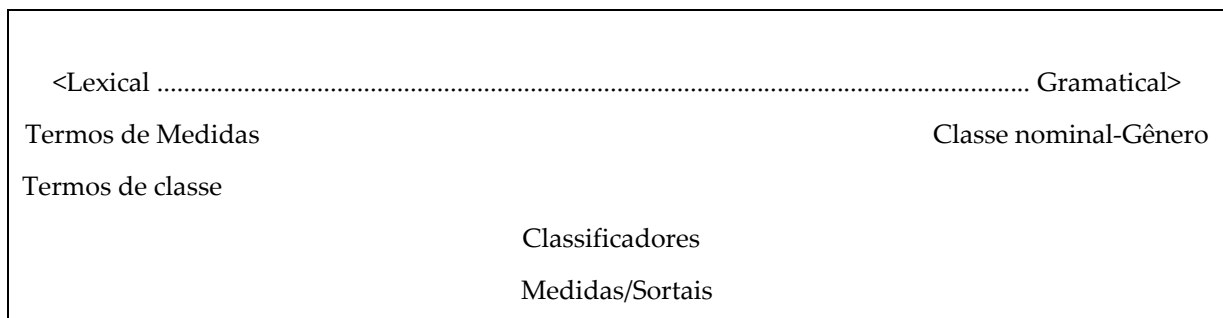 <Lexical ................................................................................................................................... Gramatical>
Termos de Medidas Classe nominal-Gênero
Termos de classe
Classificadores
Medidas/Sortais